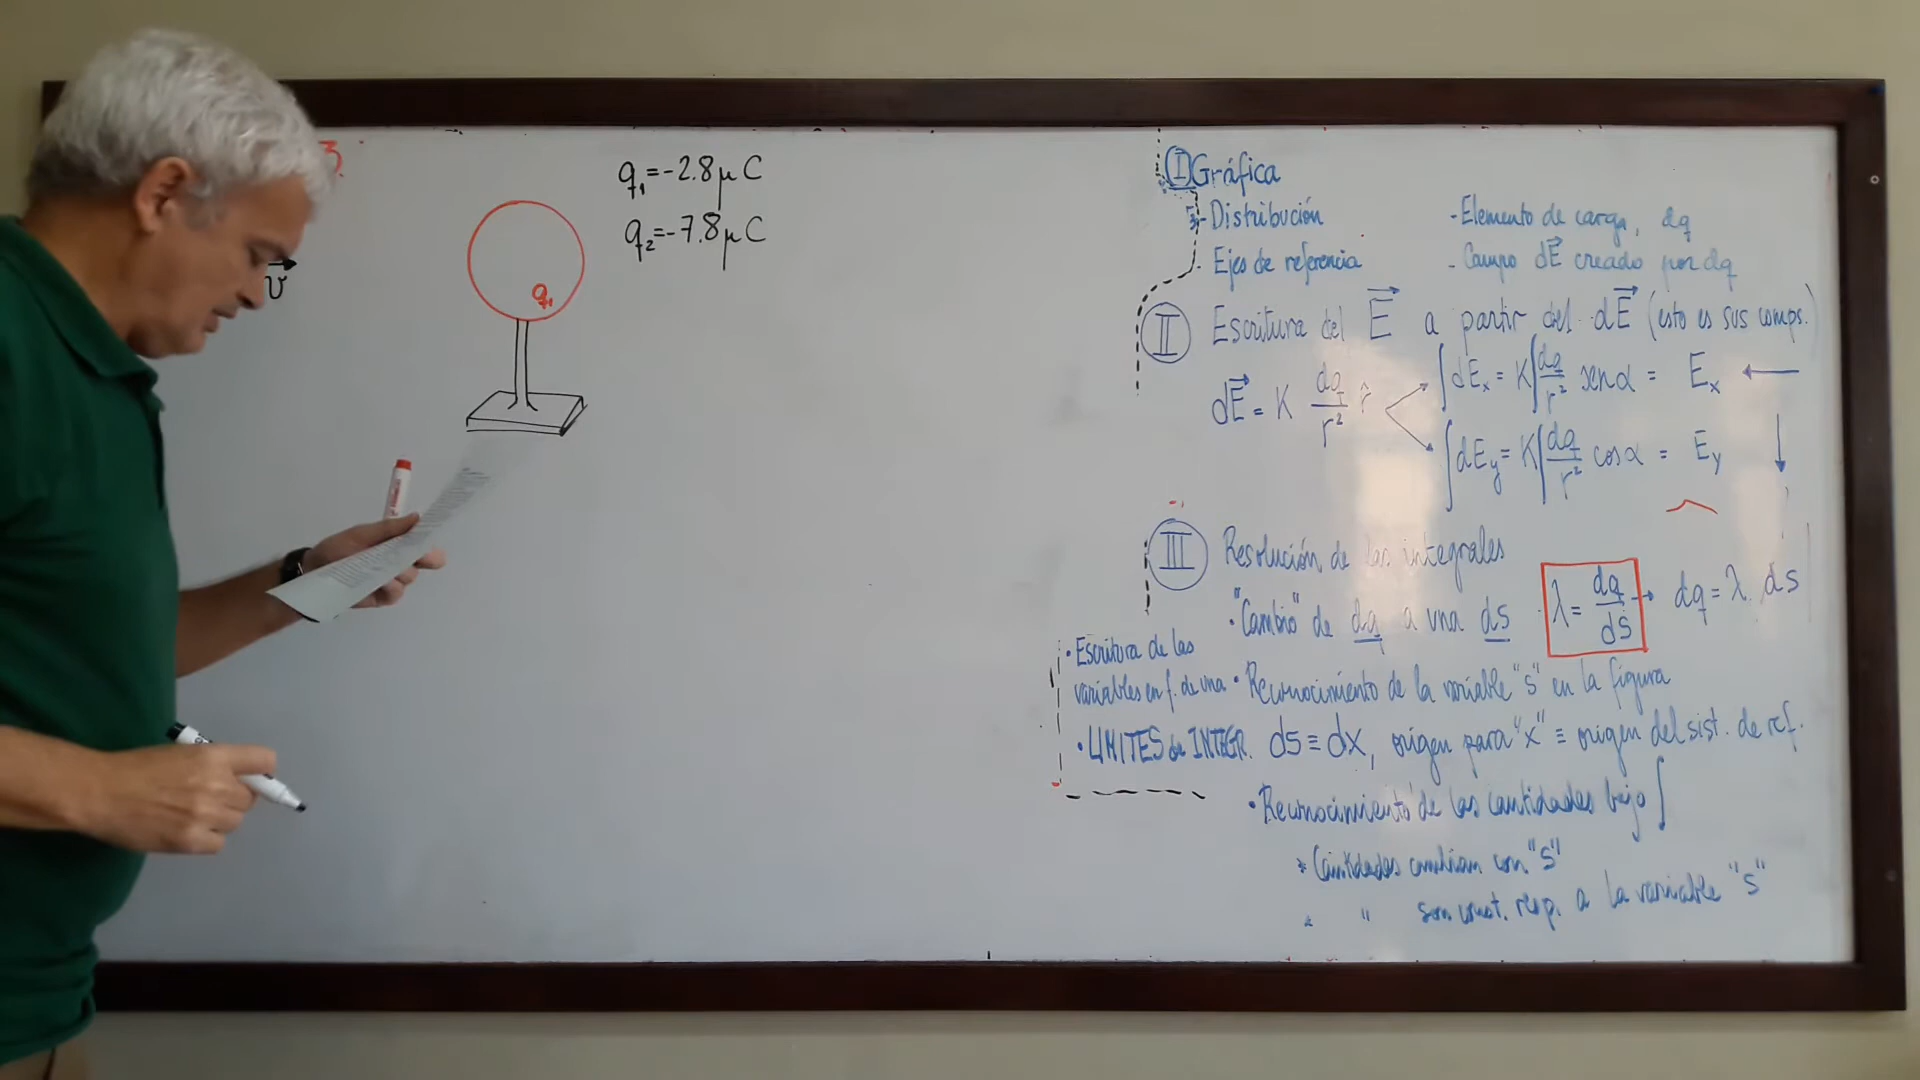 3.
q₁=-2.8μC
q₂=-7.8μC
v
q₁
I Gráfica
- Distribución
- Ejes de referencia
- Elemento de carga, dq
- Campo dE creado por dq
II Escritura del E a partir del dE (esto es sus comps.)
dE = K dq/r² r̂
∫dEx = K∫dq/r² senα = Ex
∫dEy = K∫dq/r² cosα = Ey
III Resolución de las integrales
· "Cambio" de dq a una ds
λ = dq/ds → dq = λ. ds
· Escritura de las
variables en f. de una
· Reconocimiento de la variable "s" en la figura
· LIMITES de INTEGR.
ds ≡ dx, origen para "x" ≡ origen del sist. de ref.
· Reconocimiento de las cantidades bajo ∫
* Cantidades cambian con "s"
" son const. resp. a la variable "s"